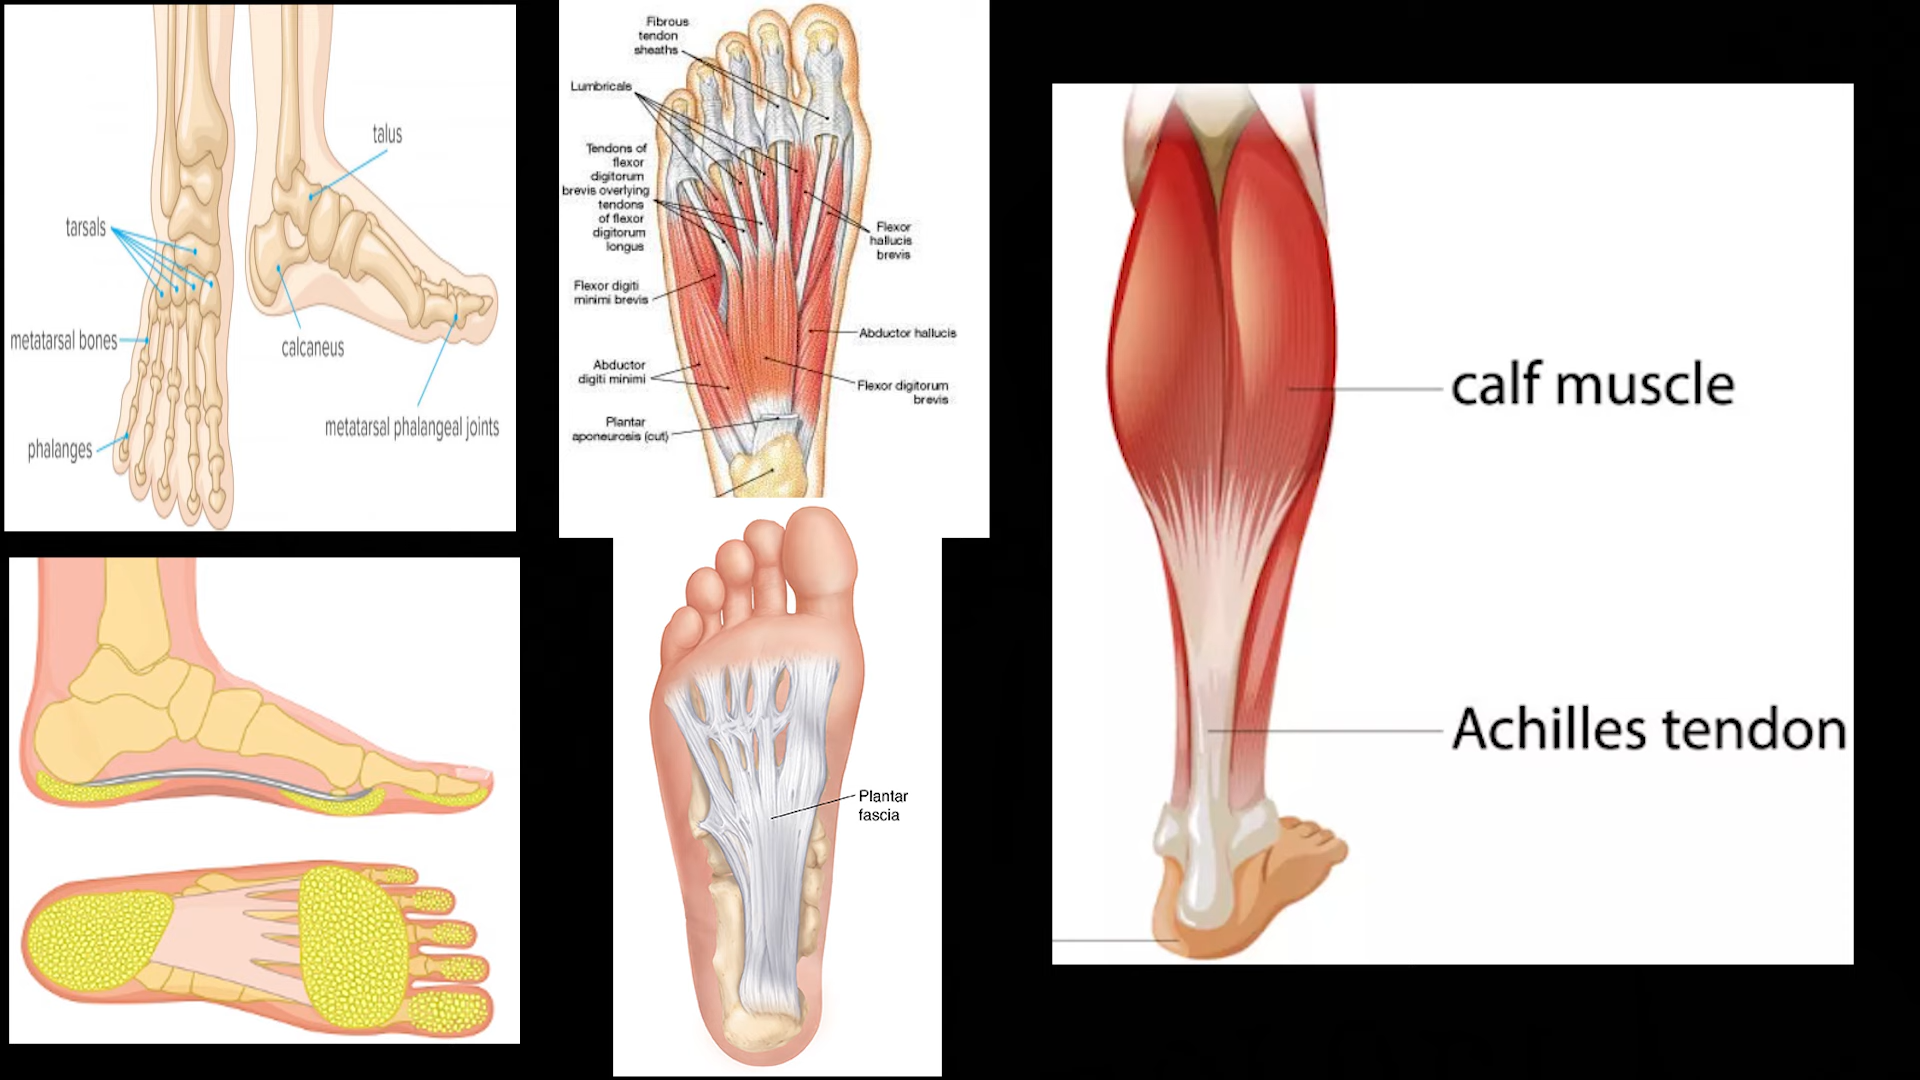 talus
tarsals
metatarsal bones
calcaneus
metatarsal phalangeal joints
phalanges
Fibrous
tendon
sheaths
Lumbricals
Tendons of
flexor
digitorum
brevis overlying
tendons
of flexor
digitorum
longus
Flexor
hallucis
brevis
Flexor digiti
minimi brevis
Abductor hallucis
Abductor
digiti minimi
Flexor digitorum
brevis
Plantar
aponeurosis (cut)
Plantar
fascia
calf muscle
Achilles tendon